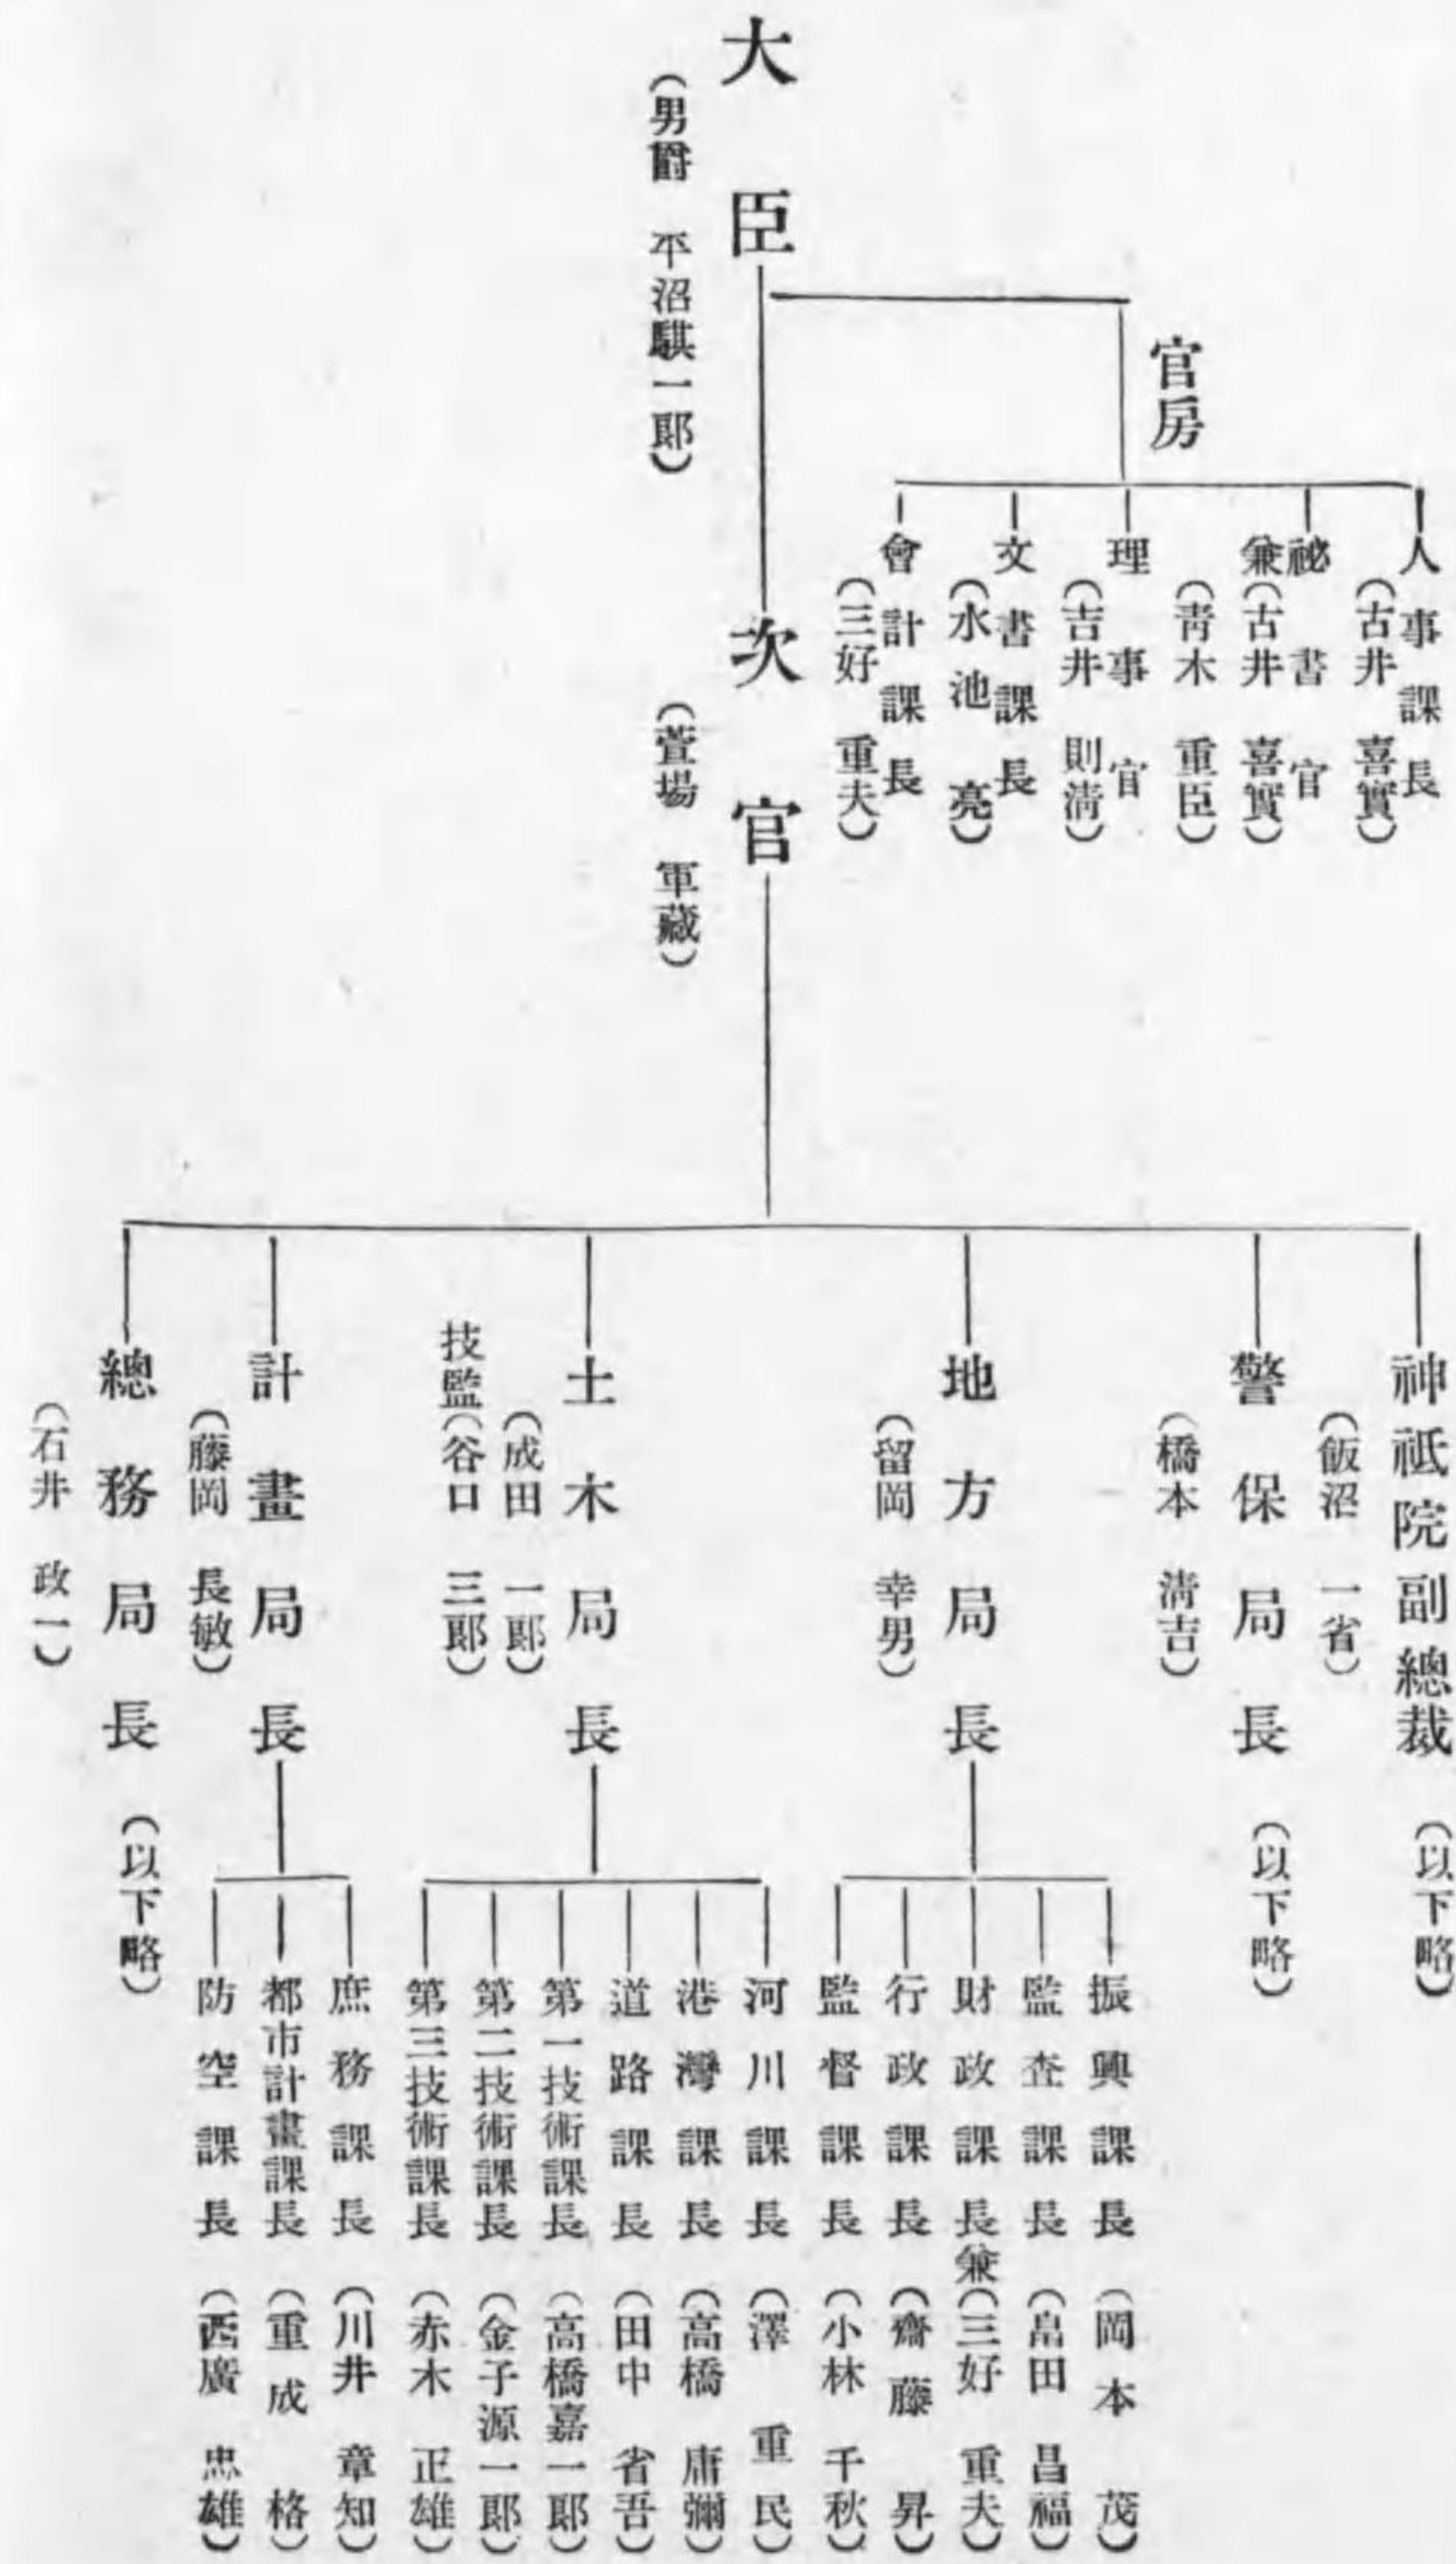 大臣
(男爵 平沼騏一郎)
官房
人事課長
(古井 喜實)
祕書官
兼(古井 喜實)
(靑木 重臣)
理事官
(吉井 則淸)
文書課長
(水池 亮)
會計課長
(三好 重夫)
次官
(萱場 軍藏)
神祇院副總裁 (以下略)
(飯沼 一省)
警保局長 (以下略)
(橋本 淸吉)
地方局長
(留岡 幸男)
振興課長 (岡本 茂)
監査課長 (畠田 昌福)
財政課長 兼(三好 重夫)
行政課長 (齋藤 昇)
監督課長 (小林 千秋)
土木局長
(成田 一郎)
技監(谷口 三郎)
河川課長 (澤 重民)
港灣課長 (高橋 庸彌)
道路課長 (田中 省吾)
第一技術課長 (高橋嘉一郎)
第二技術課長 (金子源一郎)
第三技術課長 (赤木 正雄)
計畫局長
(藤岡 長敏)
庶務課長 (川井 章知)
都市計畫課長 (重成 格)
防空課長 (西廣 忠雄)
總務局長 (以下略)
(石井 政一)